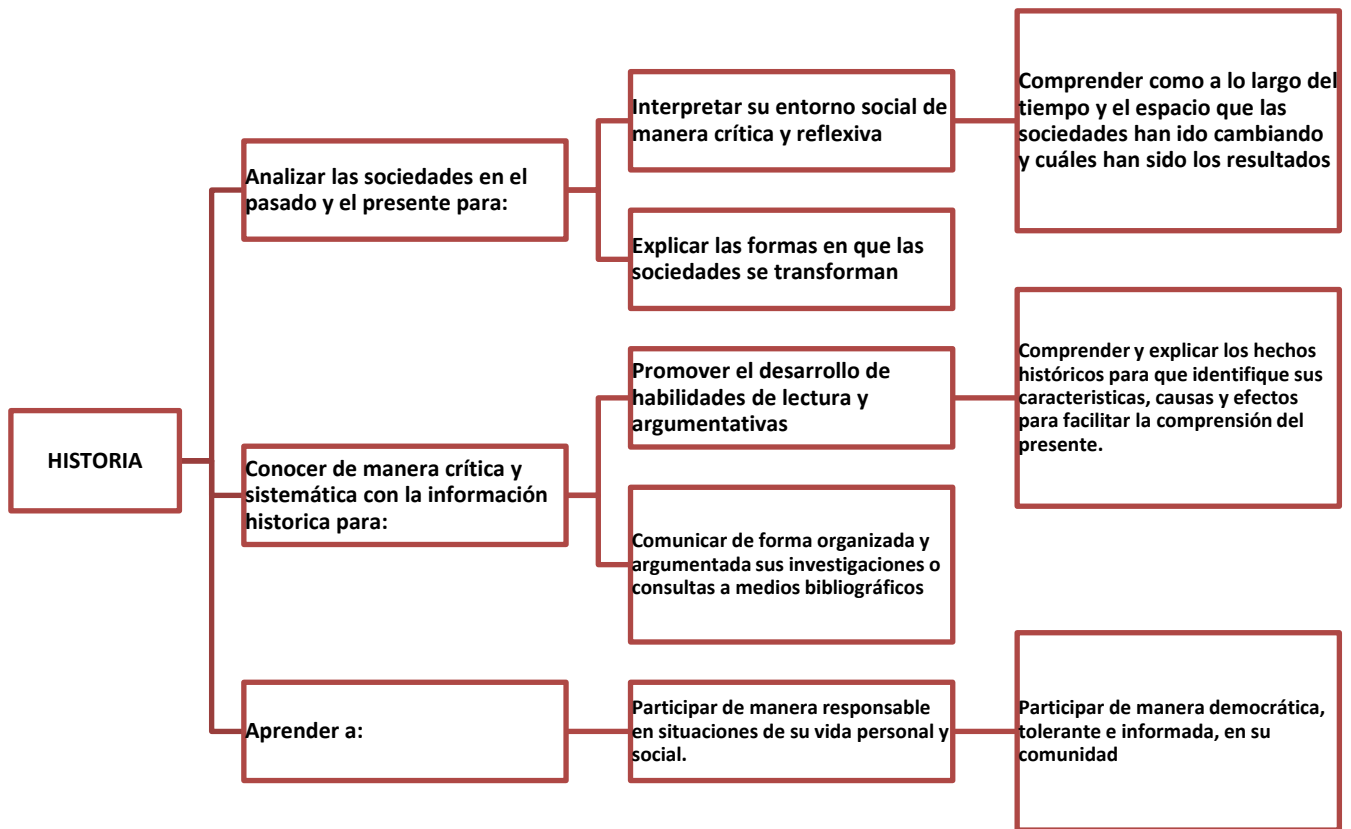 HISTORIA
Analizar las sociedades en el
pasado y el presente para:
Interpretar su entorno social de
manera crítica y reflexiva
Comprender como a lo largo del
tiempo y el espacio que las
sociedades han ido cambiando
y cuáles han sido los resultados
Explicar las formas en que las
sociedades se transforman
Conocer de manera crítica y
sistemática con la información
historica para:
Promover el desarrollo de
habilidades de lectura y
argumentativas
Comprender y explicar los hechos
históricos para que identifique sus
caracteristicas, causas y efectos
para facilitar la comprensión del
presente.
Comunicar de forma organizada y
argumentada sus investigaciones o
consultas a medios bibliográficos
Aprender a:
Participar de manera responsable
en situaciones de su vida personal y
social.
Participar de manera democrática,
tolerante e informada, en su
comunidad